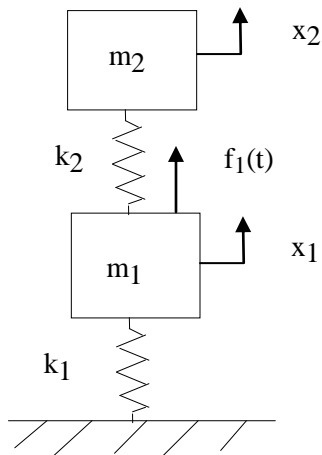 x₂
m₂
k₂
f₁(t)
x₁
m₁
k₁